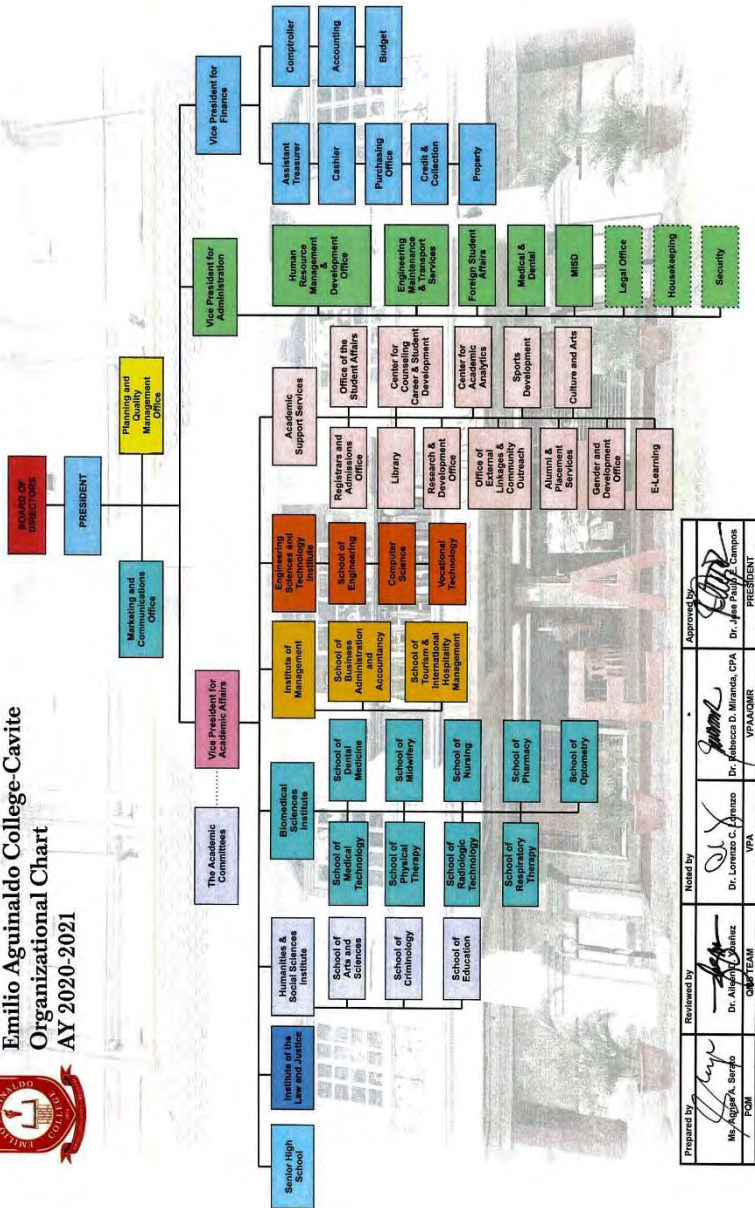 Emilio Aguinaldo College-Cavite
Organizational Chart
AY 2020-2021
EMILIO AGUINALDO
COLLEGE
BOARD OF
DIRECTORS
PRESIDENT
Marketing and
Communications
Office
Planning and
Quality
Management
Office
The Academic
Committees
Vice President for
Academic Affairs
Vice President for
Administration
Vice President for
Finance
Senior High
School
Institute of the
Law and Justice
Humanities &
Social Sciences
Institute
School of
Arts and
Sciences
School of
Criminology
School of
Education
Biomedical
Sciences
Institute
School of
Medical
Technology
School of
Dental
Medicine
School of
Physical
Therapy
School of
Midwifery
School of
Radiologic
Technology
School of
Nursing
School of
Respiratory
Therapy
School of
Pharmacy
School of
Optometry
Institute of
Management
School of
Business
Administration
and
Accountancy
School of
Tourism &
International
Hospitality
Management
Engineering
Sciences and
Technology
Institute
School of
Engineering
Computer
Science
Vocational
Technology
Academic
Support Services
Registrars and
Admissions
Office
Office of the
Student Affairs
Library
Center for
Counseling
Career & Student
Development
Research &
Development
Office
Center for
Academic
Analytics
Office of
External
Linkages &
Community
Outreach
Sports
Development
Alumni &
Placement
Services
Culture and Arts
Gender and
Development
Office
E-Learning
Human
Resource
Management
&
Development
Office
Engineering
Maintenance
& Transport
Services
Foreign Student
Affairs
Medical &
Dental
MISD
Legal Office
Housekeeping
Security
Assistant
Treasurer
Cashier
Purchasing
Office
Credit &
Collection
Property
Comptroller
Accounting
Budget
Prepared by
Ms. Agnes A. Serato
PQM
Reviewed by
Dr.
TEAM
Noted by
Dr. Lorenzo C. Lorenzo
VPA
Dr. Rebecca D. Miranda, CPA
VPAA/QMR
Approved by
Dr. Jose Paulo E. Campos
PRESIDENT